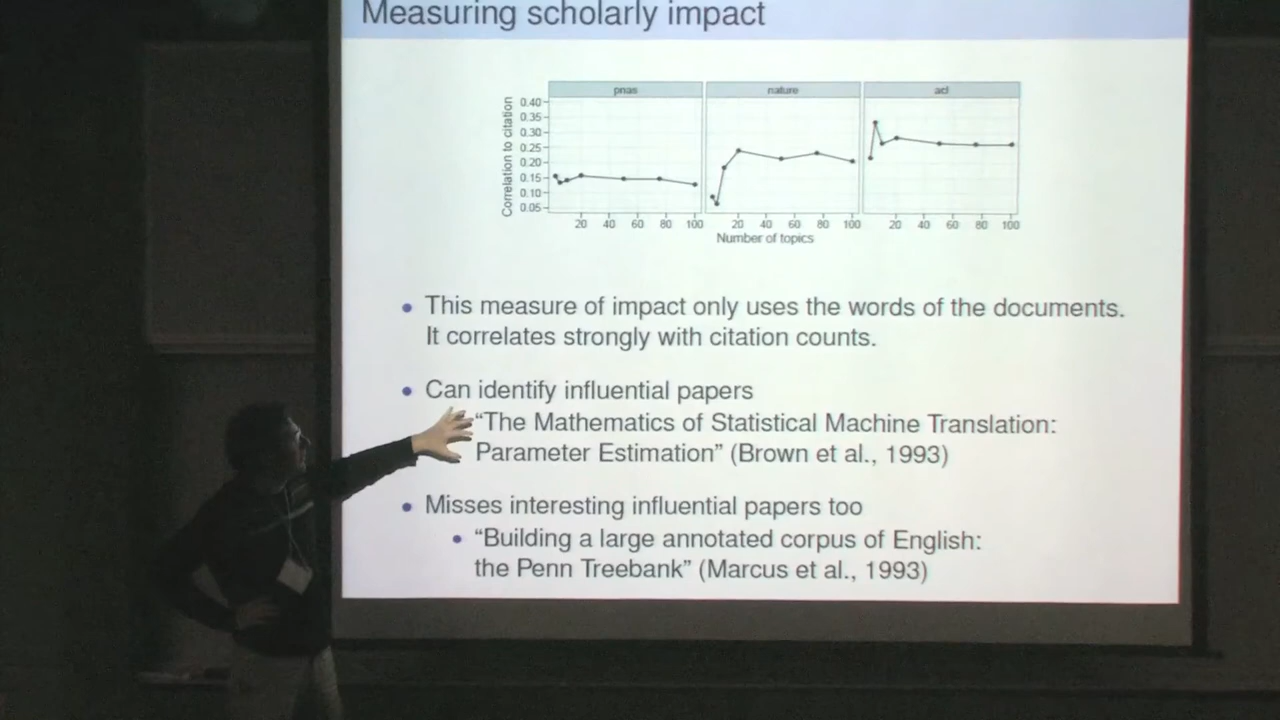 Measuring scholarly impact
pnas
nature
acl
Correlation to citation
0.40
0.35
0.30
0.25
0.20
0.15
0.10
0.05
20 40 60 80 100
20 40 60 80 100
20 40 60 80 100
Number of topics
• This measure of impact only uses the words of the documents.
It correlates strongly with citation counts.
• Can identify influential papers
“The Mathematics of Statistical Machine Translation:
Parameter Estimation” (Brown et al., 1993)
• Misses interesting influential papers too
• “Building a large annotated corpus of English:
the Penn Treebank” (Marcus et al., 1993)